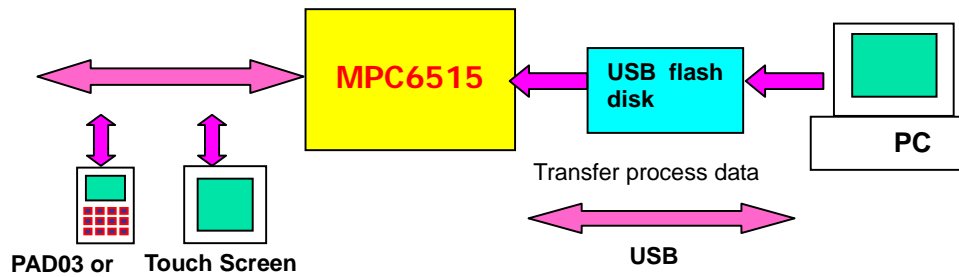 MPC6515
USB flash
disk
PC
Transfer process data
USB
PAD03 or
Touch Screen